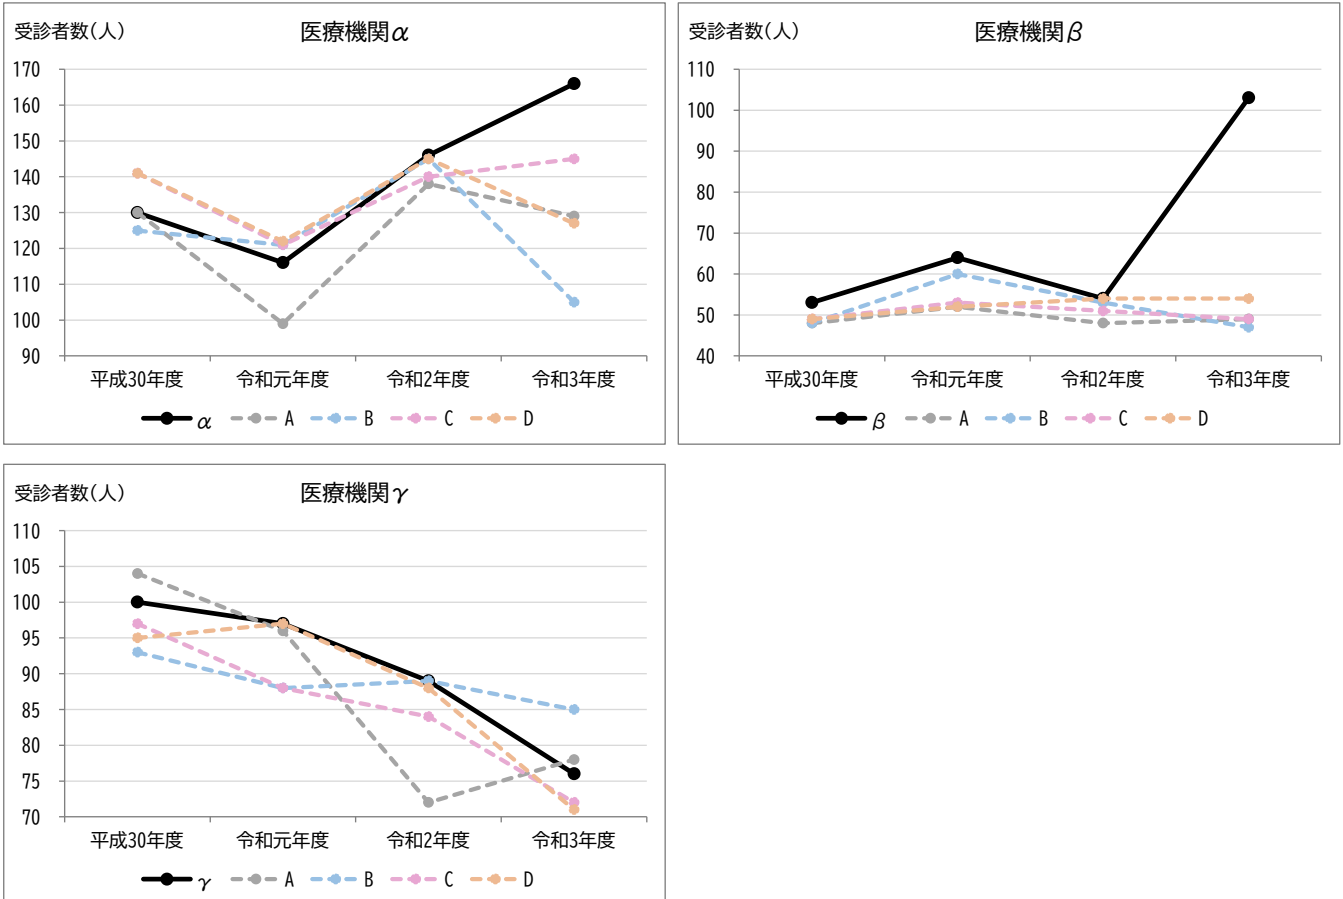 受診者数(人)
医療機関α
170
160
150
140
130
120
110
100
90
平成30年度 令和元年度 令和2年度 令和3年度
α A B C D
受診者数(人)
医療機関β
110
100
90
80
70
60
50
40
平成30年度 令和元年度 令和2年度 令和3年度
β A B C D
受診者数(人)
医療機関γ
110
105
100
95
90
85
80
75
70
平成30年度 令和元年度 令和2年度 令和3年度
γ A B C D